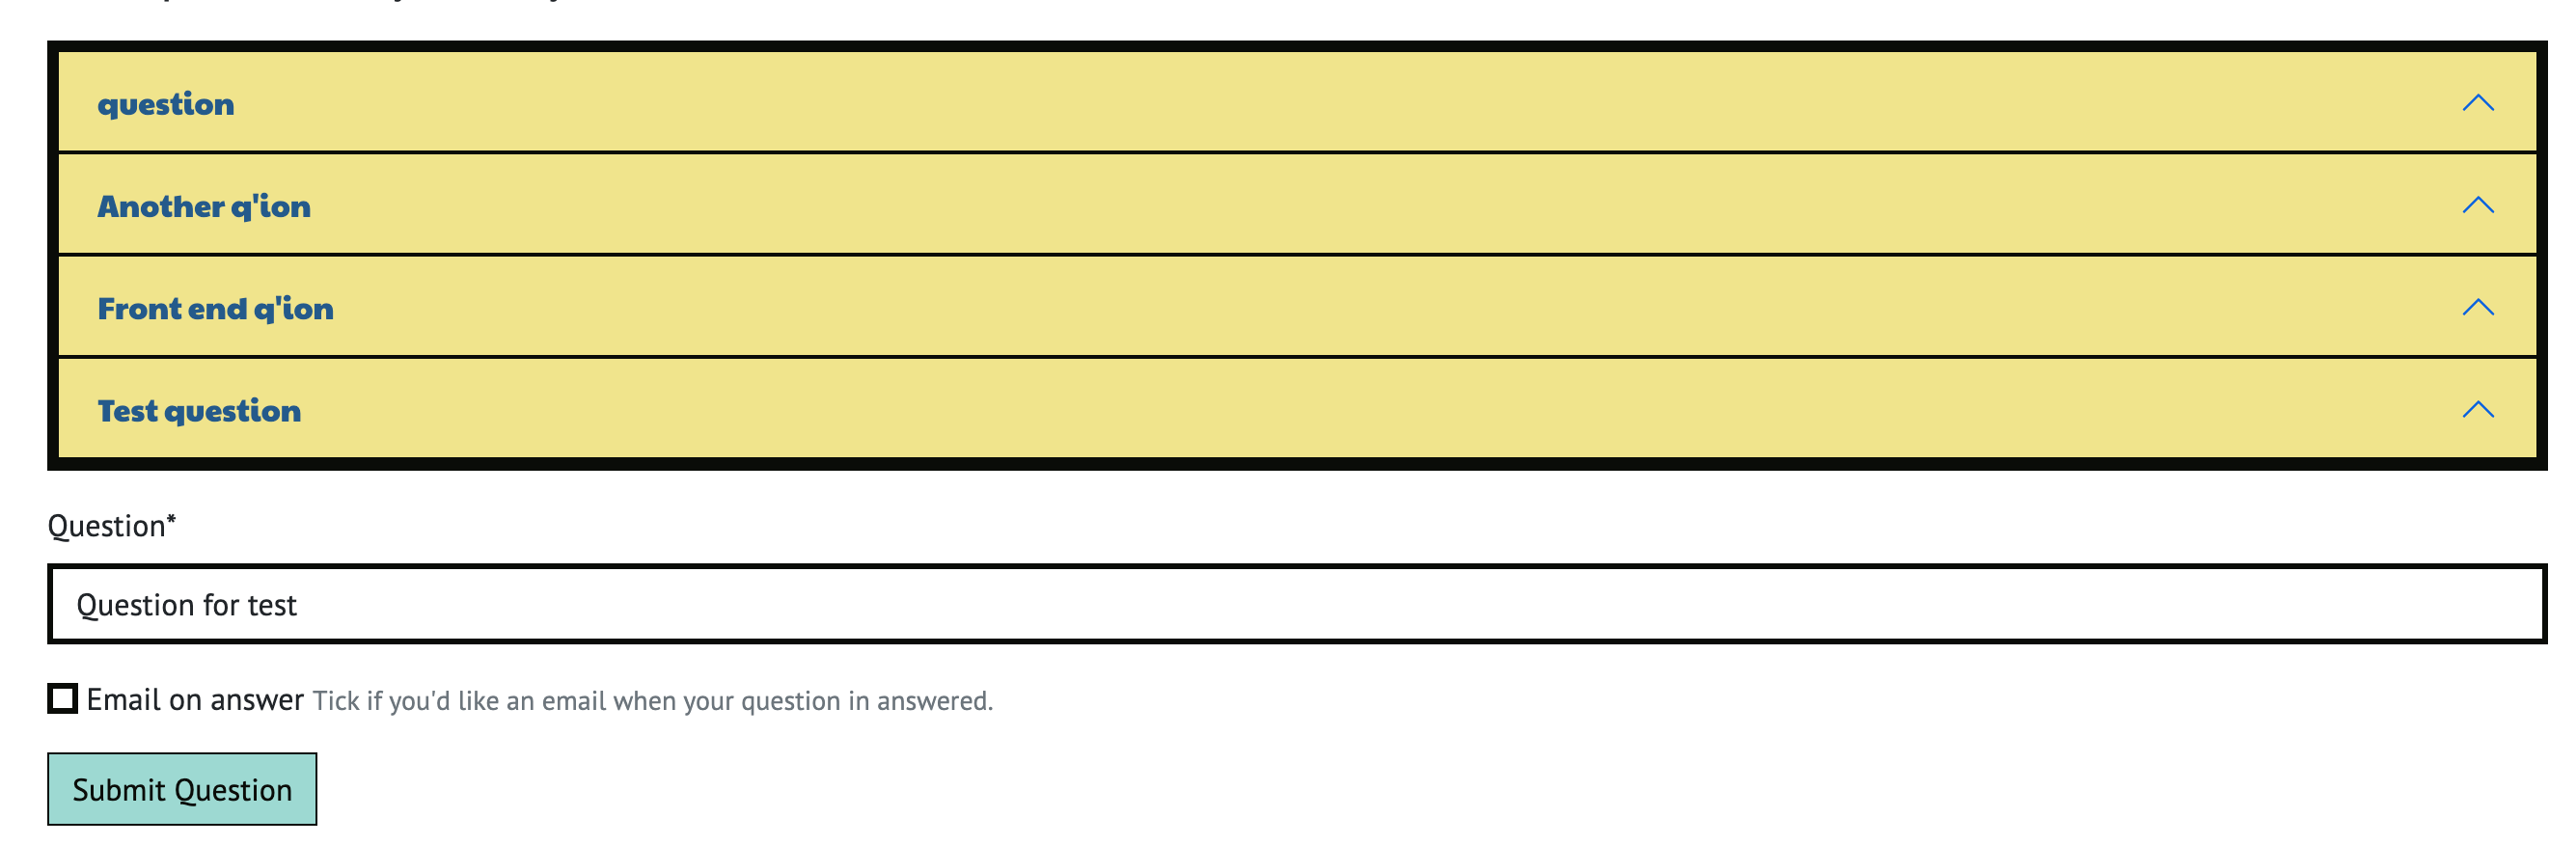 question
Another q'ion
Front end q'ion
Test question
Question*
Question for test
Email on answer Tick if you'd like an email when your question in answered.
Submit Question